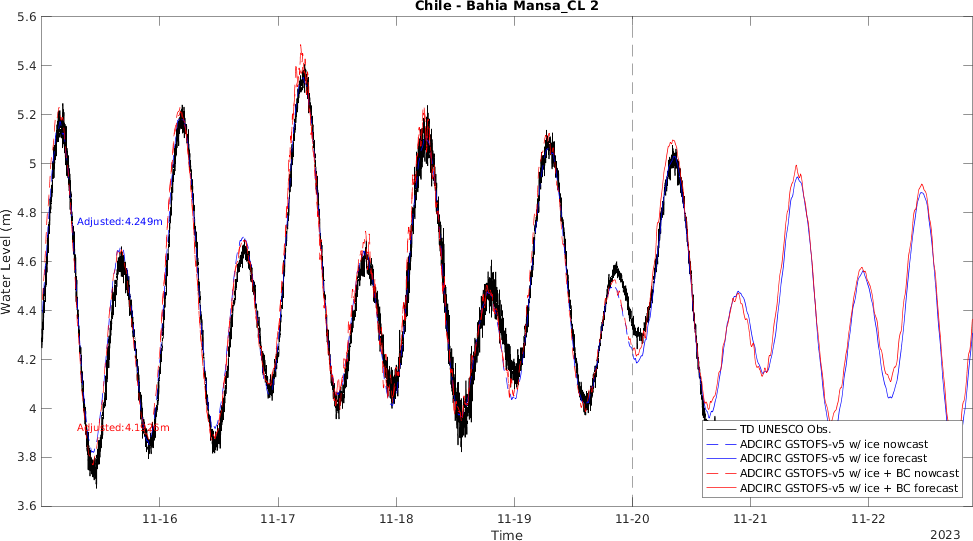 Chile - Bahia Mansa_CL 2
5.6
5.4
5.2
5
4.8
4.6
4.4
4.2
4
3.8
3.6
Water Level (m)
Adjusted:4.249m
TD UNESCO Obs.
ADCIRC GSTOFS-v5 w/ ice nowcast
ADCIRC GSTOFS-v5 w/ ice forecast
ADCIRC GSTOFS-v5 w/ ice + BC nowcast
ADCIRC GSTOFS-v5 w/ ice + BC forecast
11-16
11-17
11-18
11-19
11-20
11-21
11-22
Time
2023